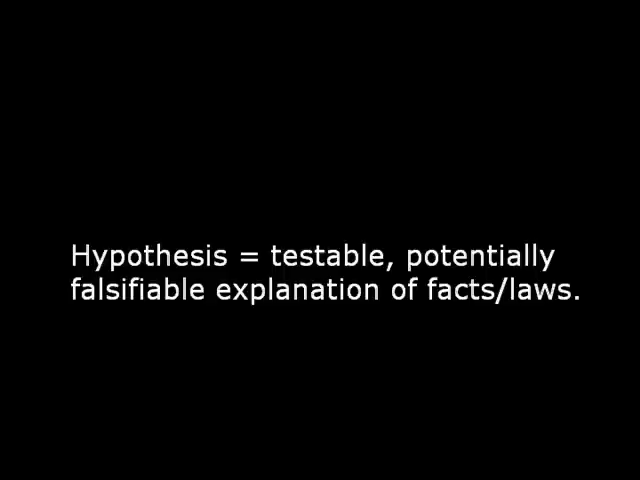 Hypothesis = testable, potentially
falsifiable explanation of facts/laws.